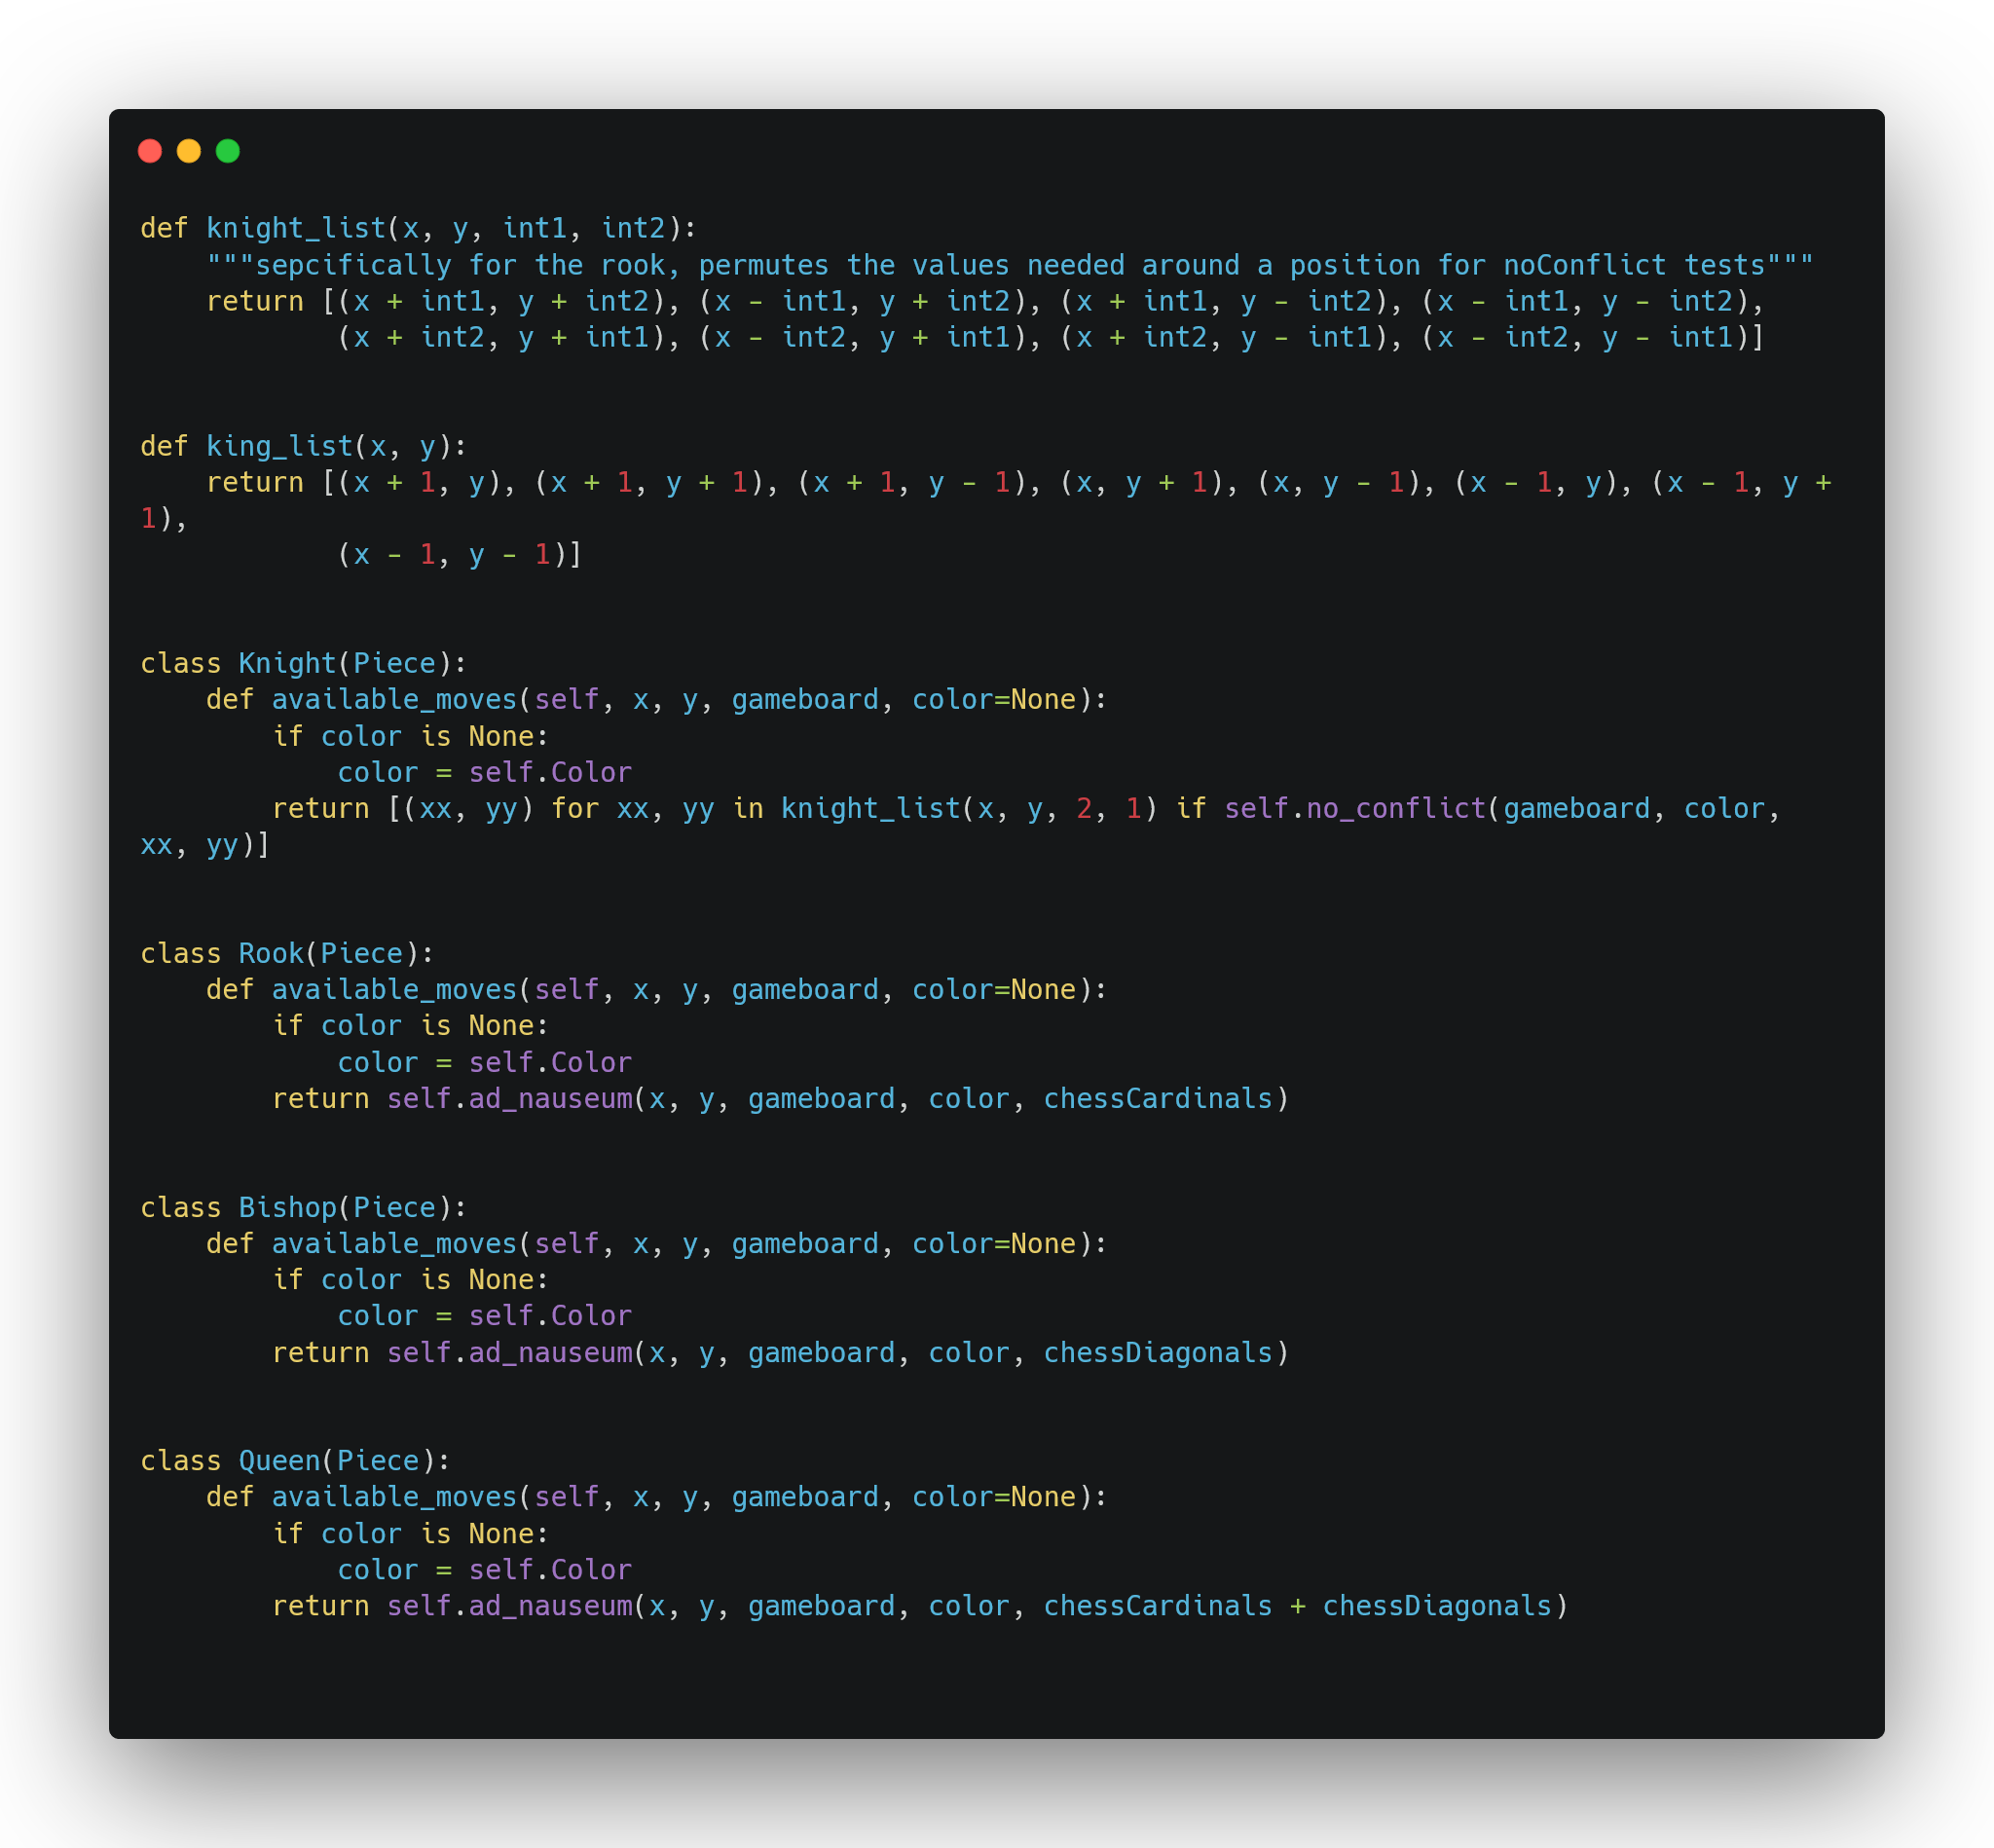 def knight_list(x, y, int1, int2):
    """sepcifically for the rook, permutes the values needed around a position for noConflict tests"""
    return [(x + int1, y + int2), (x - int1, y + int2), (x + int1, y - int2), (x - int1, y - int2),
            (x + int2, y + int1), (x - int2, y + int1), (x + int2, y - int1), (x - int2, y - int1)]
def king_list(x, y):
    return [(x + 1, y), (x + 1, y + 1), (x + 1, y - 1), (x, y + 1), (x, y - 1), (x - 1, y), (x - 1, y +
1),
            (x - 1, y - 1)]
class Knight(Piece):
    def available_moves(self, x, y, gameboard, color=None):
        if color is None:
            color = self.Color
        return [(xx, yy) for xx, yy in knight_list(x, y, 2, 1) if self.no_conflict(gameboard, color,
xx, yy)]
class Rook(Piece):
    def available_moves(self, x, y, gameboard, color=None):
        if color is None:
            color = self.Color
        return self.ad_nauseum(x, y, gameboard, color, chessCardinals)
class Bishop(Piece):
    def available_moves(self, x, y, gameboard, color=None):
        if color is None:
            color = self.Color
        return self.ad_nauseum(x, y, gameboard, color, chessDiagonals)
class Queen(Piece):
    def available_moves(self, x, y, gameboard, color=None):
        if color is None:
            color = self.Color
        return self.ad_nauseum(x, y, gameboard, color, chessCardinals + chessDiagonals)